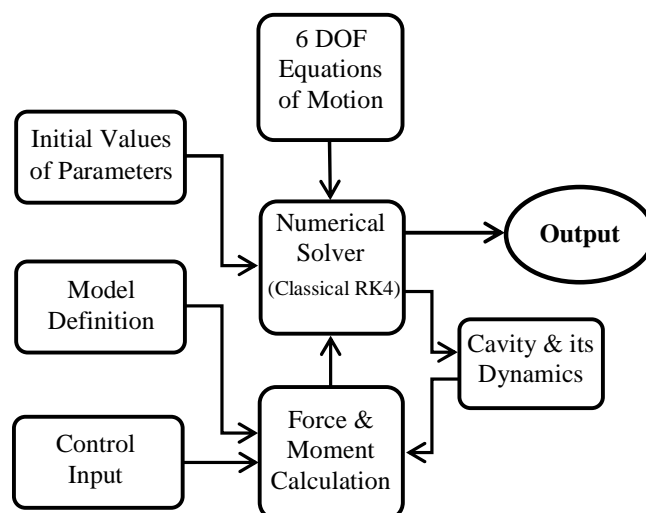 6 DOF
Equations
of Motion
Initial Values
of Parameters
Numerical
Solver
(Classical RK4)
Output
Model
Definition
Cavity & its
Dynamics
Force &
Moment
Calculation
Control
Input